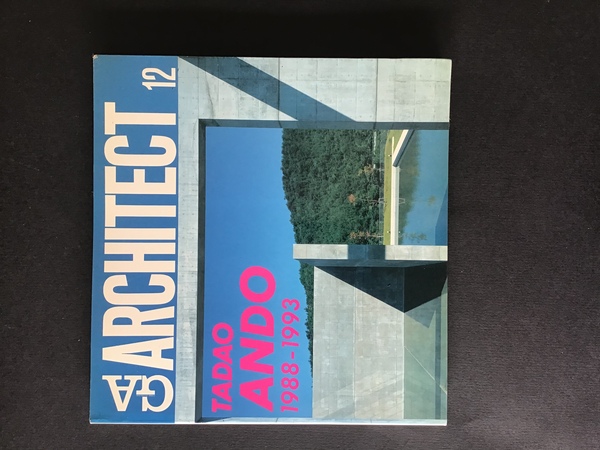 GA ARCHITECT 12
TADAO
ANDO
1988-1993